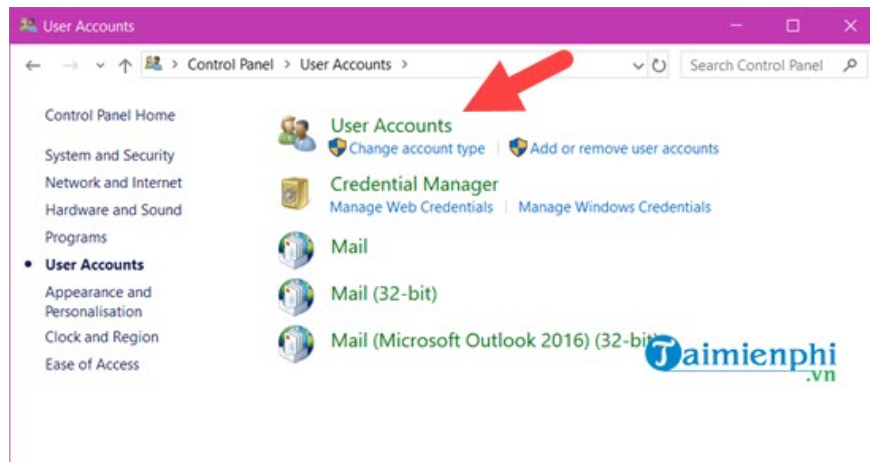 User Accounts
Control Panel > User Accounts >
Search Control Panel
Control Panel Home
System and Security
Network and Internet
Hardware and Sound
Programs
User Accounts
Appearance and
Personalisation
Clock and Region
Ease of Access
User Accounts
Change account type
Add or remove user accounts
Credential Manager
Manage Web Credentials
Manage Windows Credentials
Mail
Mail (32-bit)
Mail (Microsoft Outlook 2016) (32-bit)
Taimienphi
.vn